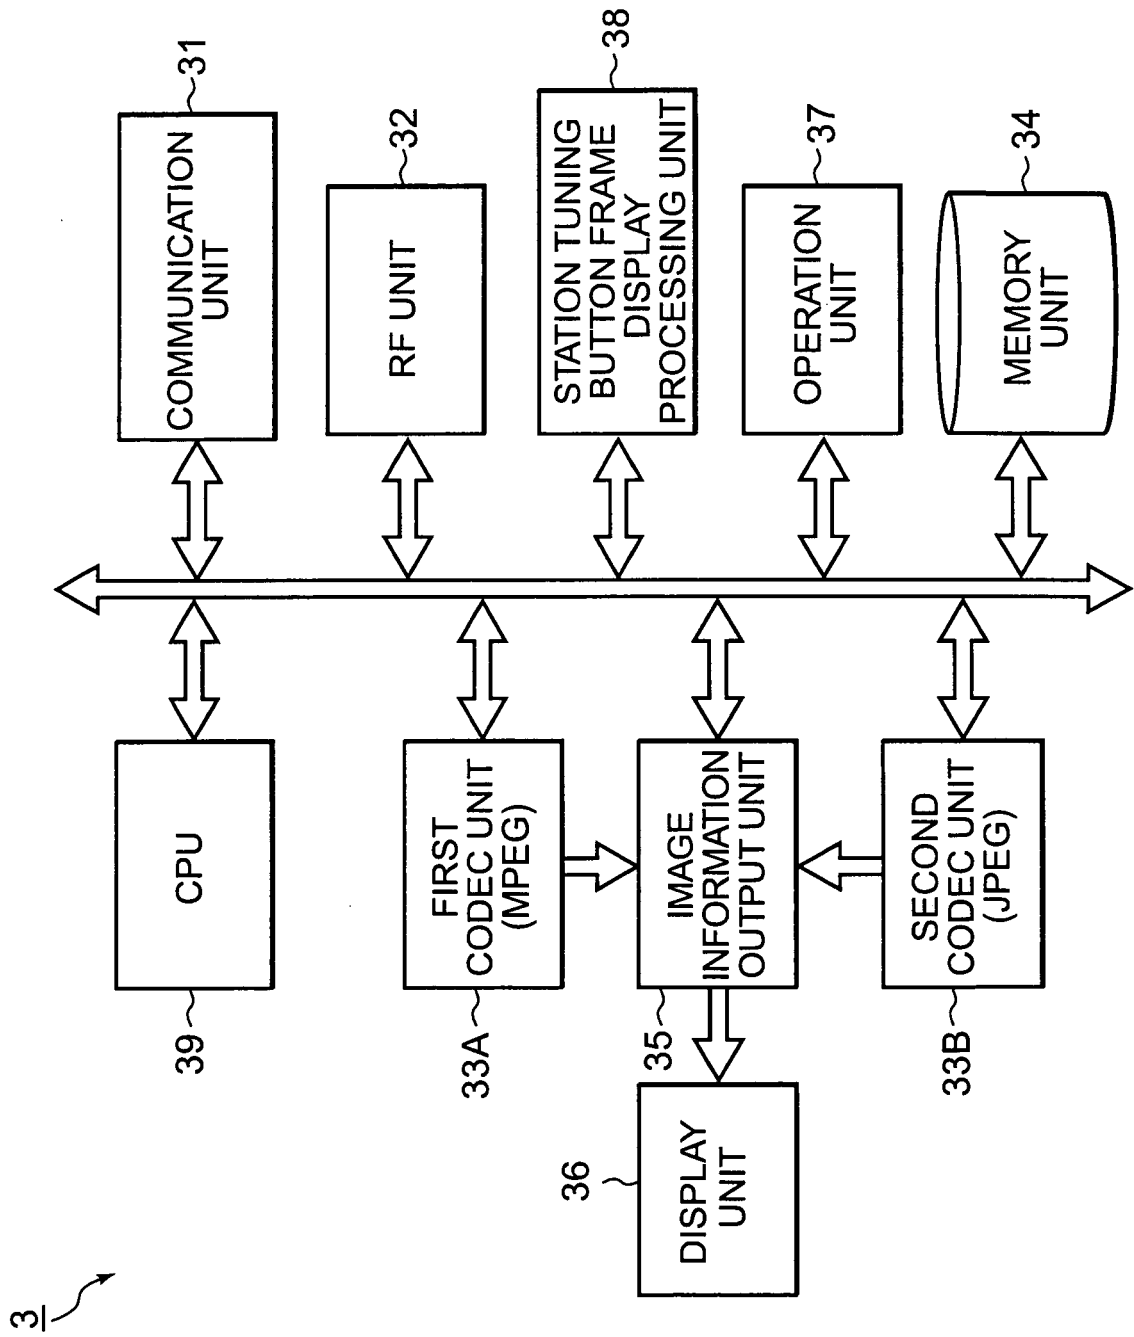 3
31
COMMUNICATION
UNIT
32
RF UNIT
38
STATION TUNING
BUTTON FRAME
DISPLAY
PROCESSING UNIT
37
OPERATION
UNIT
34
MEMORY
UNIT
39
CPU
33A
FIRST
CODEC UNIT
(MPEG)
35
IMAGE
INFORMATION
OUTPUT UNIT
33B
SECOND
CODEC UNIT
(JPEG)
36
DISPLAY
UNIT